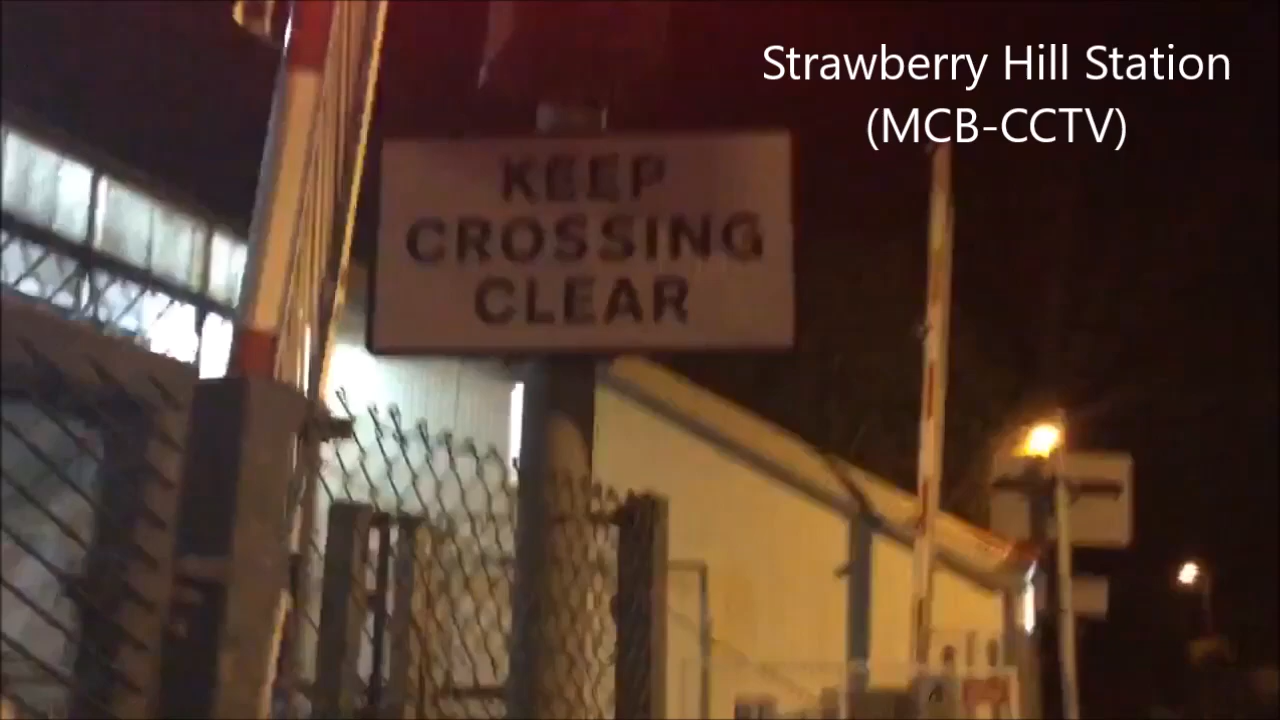 Strawberry Hill Station
(MCB-CCTV)
KEEP
CROSSING
CLEAR